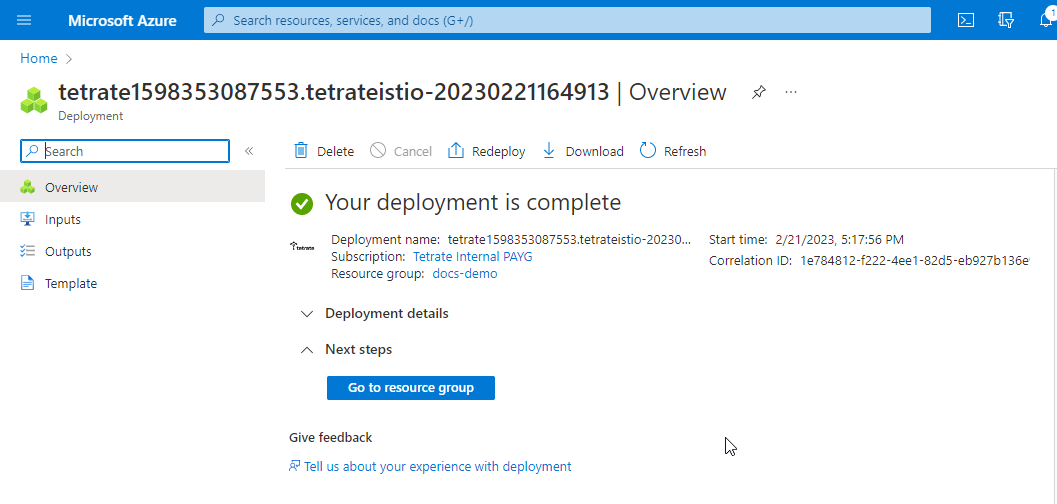 Microsoft Azure
Search resources, services, and docs (G+/)
1
Home
tetrate1598353087553.tetrateistio-20230221164913 | Overview
Deployment
Search
Delete
Cancel
Redeploy
Download
Refresh
Overview
Inputs
Outputs
Template
Your deployment is complete
tetrate
Deployment name: tetrate1598353087553.tetrateistio-20230...
Start time: 2/21/2023, 5:17:56 PM
Subscription: Tetrate Internal PAYG
Correlation ID: 1e784812-f222-4ee1-82d5-eb927b136e
Resource group: docs-demo
Deployment details
Next steps
Go to resource group
Give feedback
Tell us about your experience with deployment